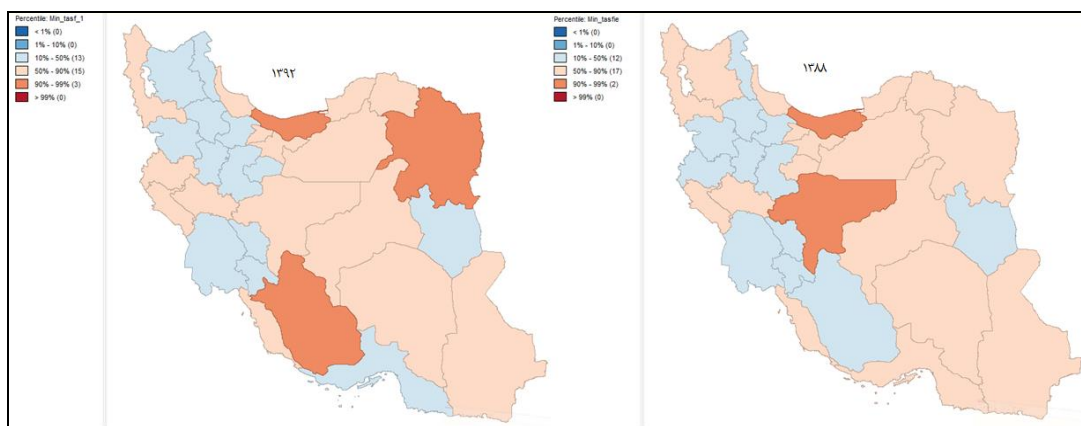 Percentile: Min_tasf_1
< 1% (0)
1% - 10% (0)
10% - 50% (13)
50% - 90% (15)
90% - 99% (3)
> 99% (0)
۱۳۹۲
Percentile: Min_tasfie
< 1% (0)
1% - 10% (0)
10% - 50% (12)
50% - 90% (17)
90% - 99% (2)
> 99% (0)
۱۳۸۸